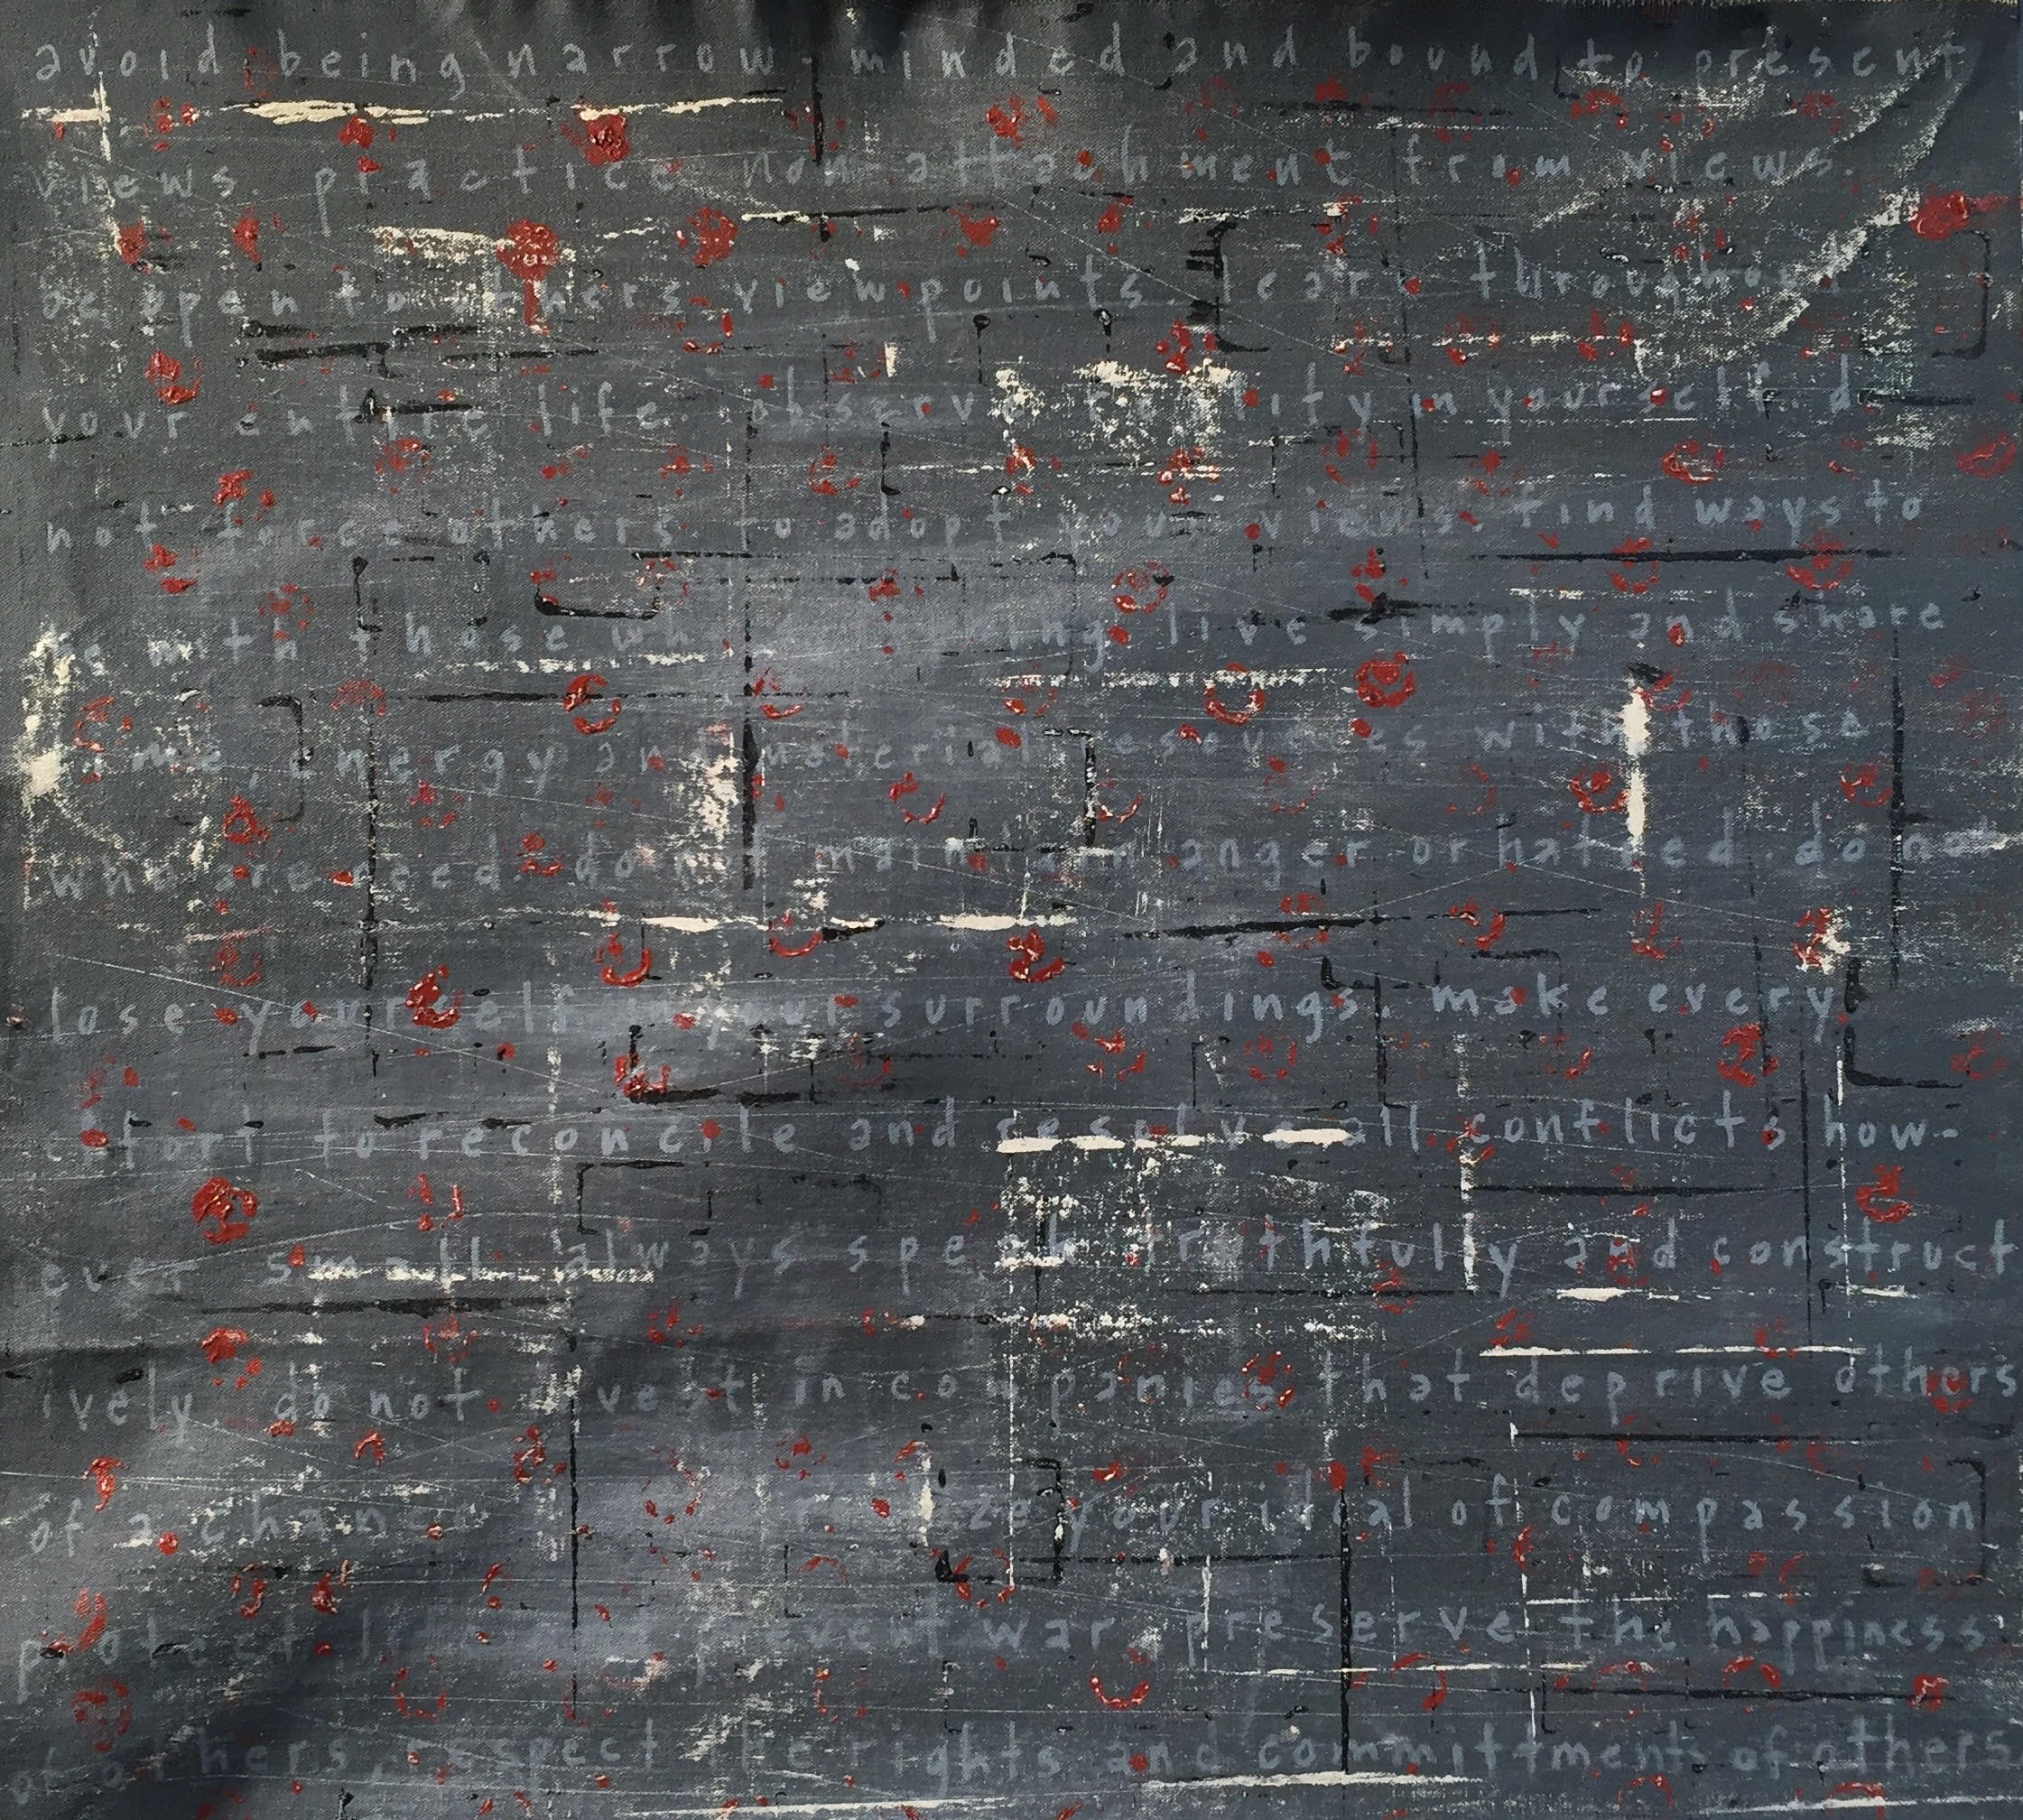 avoid being narrow-minded and bound to present
views. practice non attachment from views.
be open to others viewpoints. learn throughout
your entire life. observe reality in yourself. do
not force others to adopt your views. find ways to
be with those who live simply and share
time, energy and material resources with those
who are need. do not maintain anger or hatred. do not
lose yourself in your surroundings. make every
effort to reconcile and resolve all conflicts how-
ever small. always speak truthfully and construct
ively. do not invest in companies that deprive others
of a chance realize your ideal of compassion
protect life prevent war. preserve the happiness
of others. respect the rights and committment of others